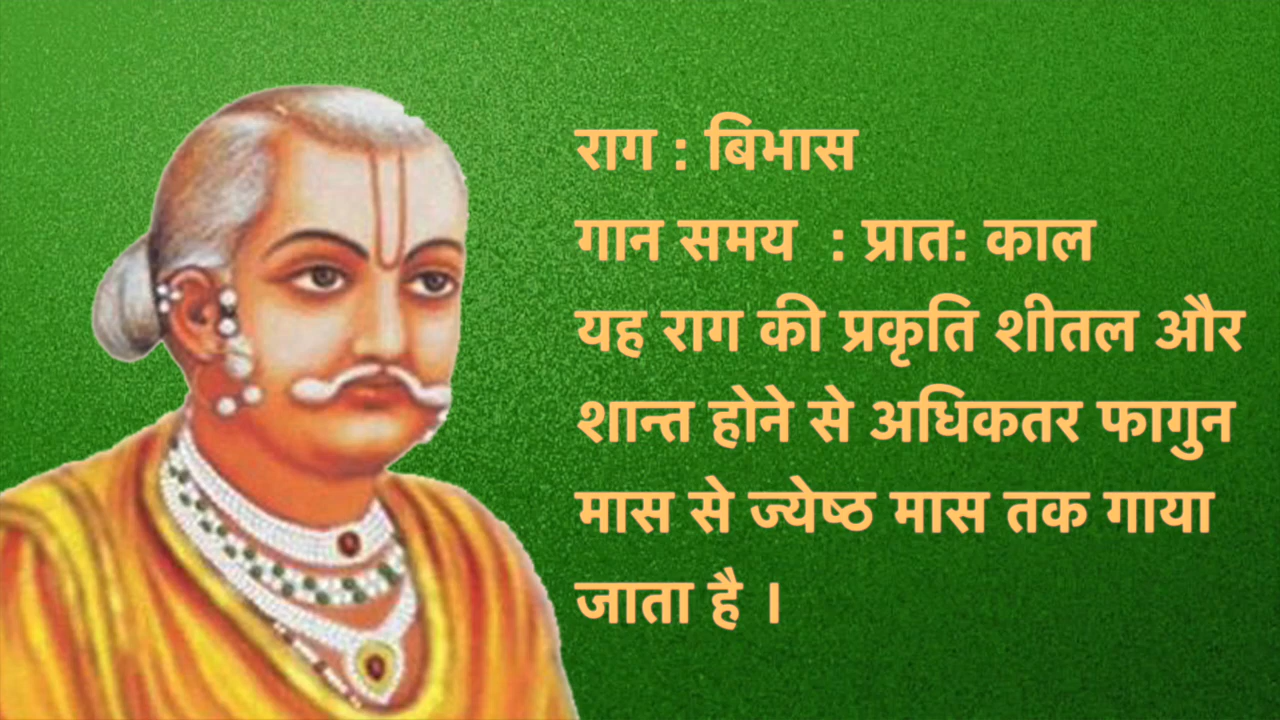 राग : बिभास
गान समय : प्रात: काल
यह राग की प्रकृति शीतल और
शान्त होने से अधिकतर फागुन
मास से ज्येष्ठ मास तक गाया
जाता है ।